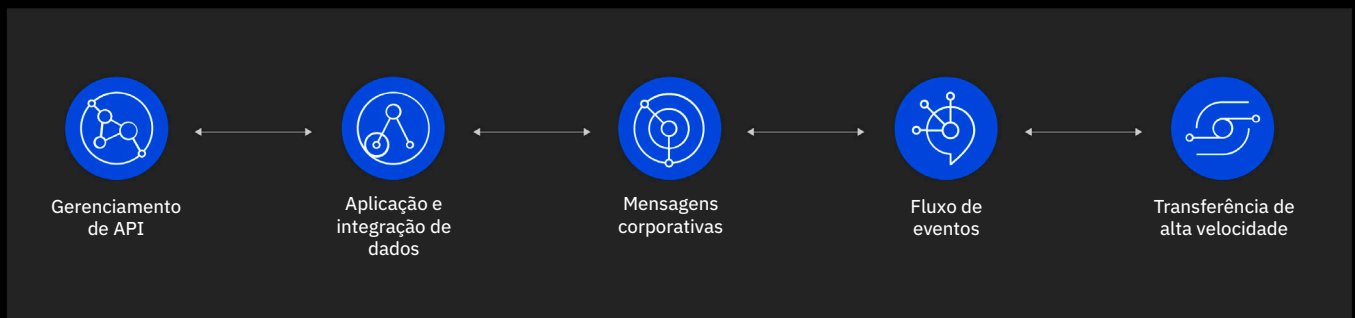 Gerenciamento
de API
Aplicação e
integração de
dados
Mensagens
corporativas
Fluxo de
eventos
Transferência de
alta velocidade